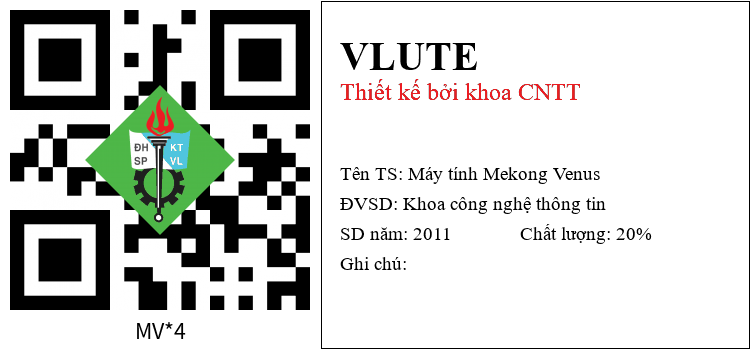 ĐH KT
SP VL
MV*4
VLUTE
Thiết kế bởi khoa CNTT
Tên TS: Máy tính Mekong Venus
ĐVSD: Khoa công nghệ thông tin
SD năm: 2011 Chất lượng: 20%
Ghi chú: